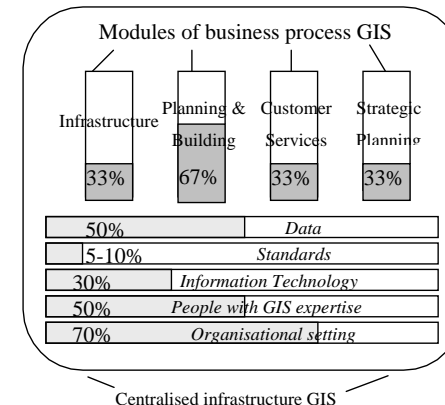 Modules of business process GIS
Infrastructure
33%
Planning &
Building
67%
Customer
Services
33%
Strategic
Planning
33%
50% Data
5-10% Standards
30% Information Technology
50% People with GIS expertise
70% Organisational setting
Centralised infrastructure GIS